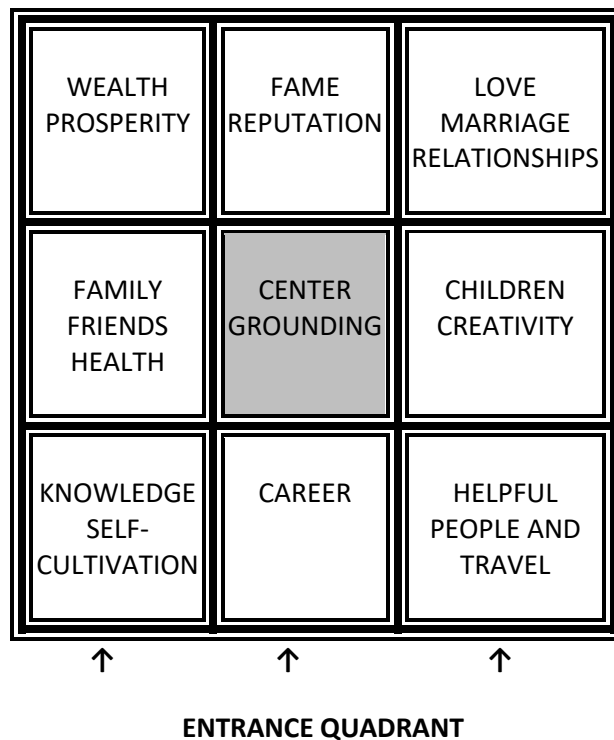 WEALTH
PROSPERITY
FAME
REPUTATION
LOVE
MARRIAGE
RELATIONSHIPS
FAMILY
FRIENDS
HEALTH
CENTER
GROUNDING
CHILDREN
CREATIVITY
KNOWLEDGE
SELF-
CULTIVATION
CAREER
HELPFUL
PEOPLE AND
TRAVEL
↑ ↑ ↑
ENTRANCE QUADRANT